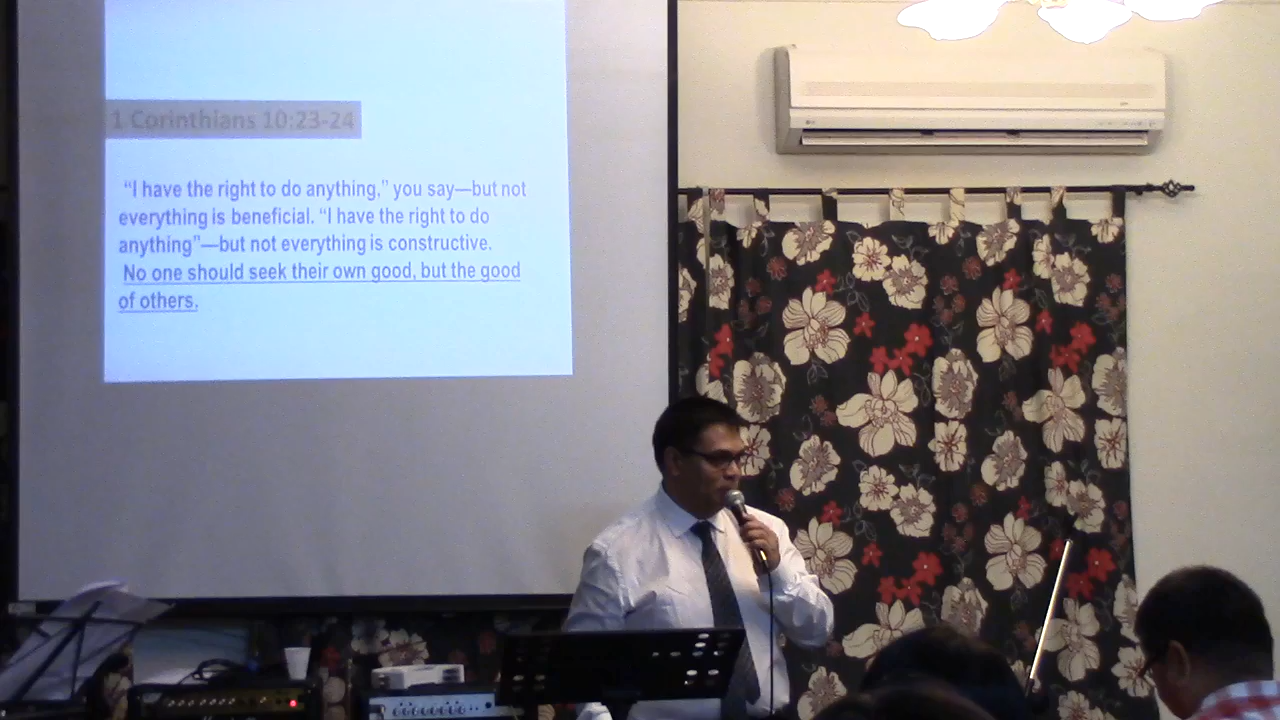 1 Corinthians 10:23-24
“I have the right to do anything,” you say—but not
everything is beneficial. “I have the right to do
anything”—but not everything is constructive.
No one should seek their own good, but the good
of others.